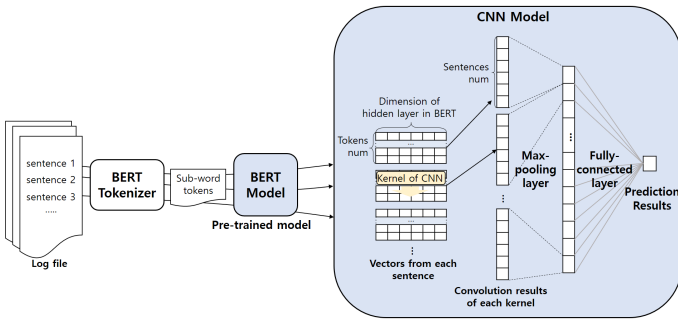 CNN Model
Sentences
num
Dimension of
hidden layer in BERT
Tokens
num
...
Kernel of CNN
...
Vectors from each
sentence
Max-
pooling
layer
Fully-
connected
layer
Prediction
Results
Convolution results
of each kernel
sentence 1
sentence 2
sentence 3
.....
Log file
BERT
Tokenizer
Sub-word
tokens
BERT
Model
Pre-trained model